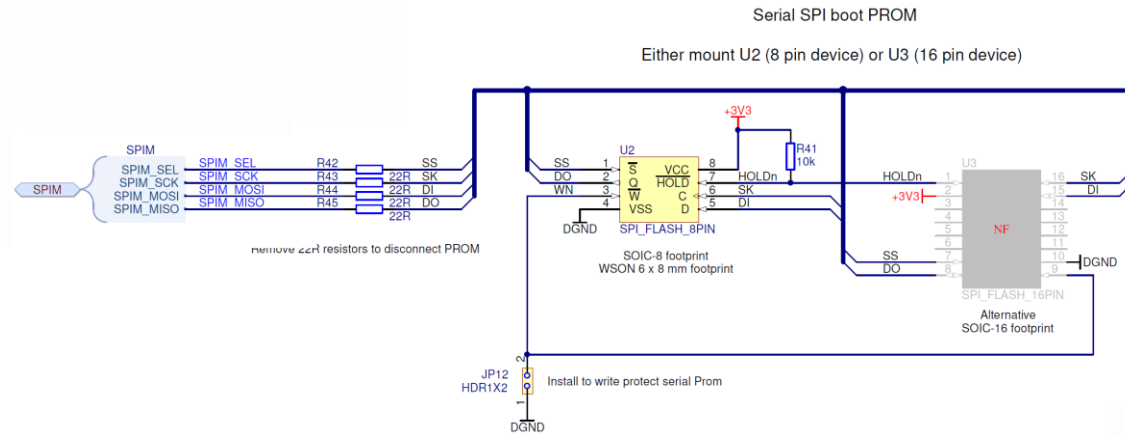 Serial SPI boot PROM
Either mount U2 (8 pin device) or U3 (16 pin device)
SPIM
SPIM
SPIM_SEL
SPIM_SCK
SPIM_MOSI
SPIM_MISO
SPIM_SEL R42 SS
SPIM_SCK R43 22R SK
SPIM_MOSI R44 22R DI
SPIM_MISO R45 22R DO
22R
Remove 22R resistors to disconnect PROM
+3V3
R41
10k
U2
SS 1 S VCC 8
DO 2 Q HOLD 7 HOLDn
WN 3 W C 6 SK
4 VSS D 5 DI
DGND
SPI_FLASH_8PIN
SOIC-8 footprint
WSON 6 x 8 mm footprint
U3
HOLDn 1 16 SK
+3V3 2 15 DI
3 14
4 13
5 12
6 11
SS 7 10 DGND
DO 8 9
NF
SPI_FLASH_16PIN
Alternative
SOIC-16 footprint
2
JP12
HDR1X2
1
Install to write protect serial Prom
DGND